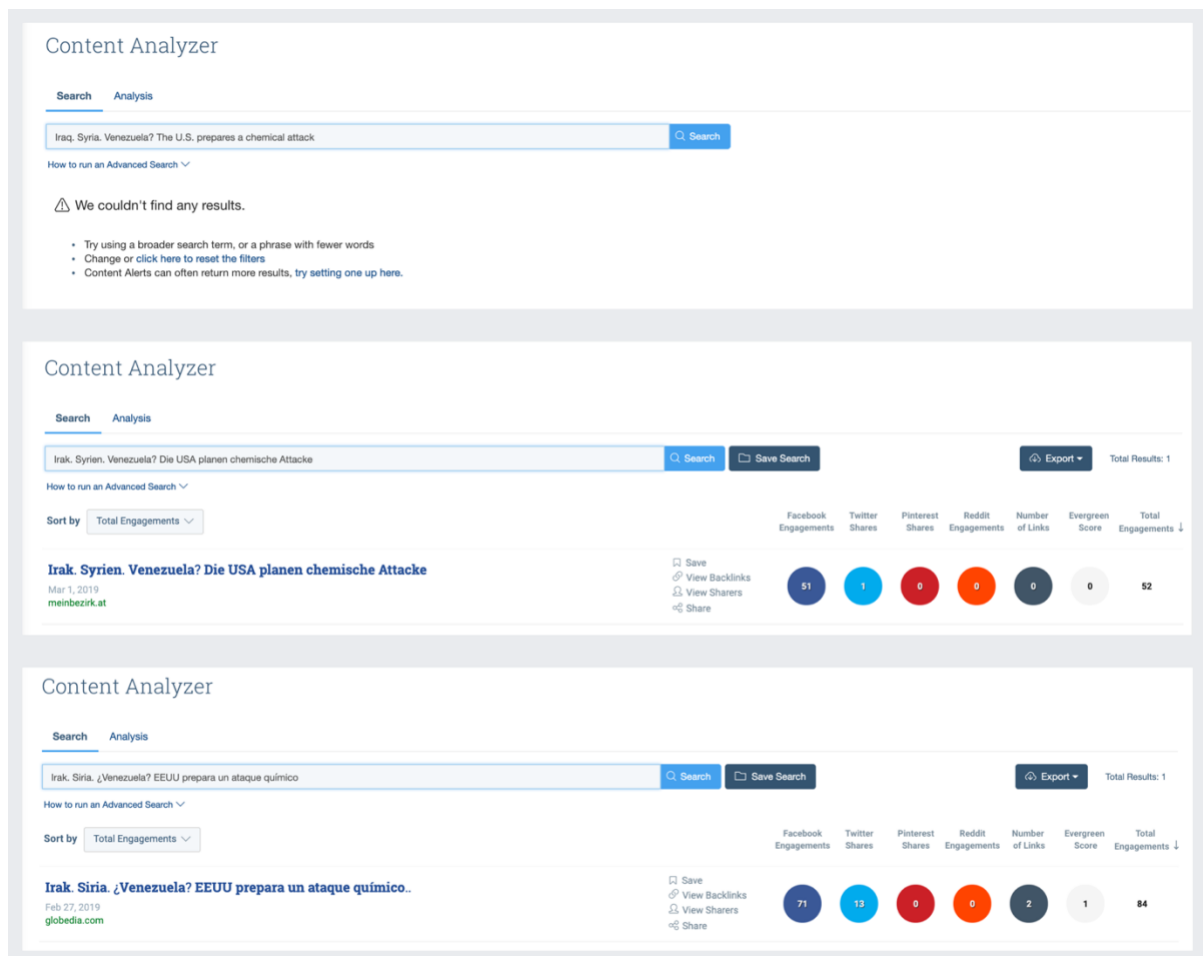 Content Analyzer
Search Analysis
Iraq. Syria. Venezuela? The U.S. prepares a chemical attack Search
How to run an Advanced Search
We couldn't find any results.
• Try using a broader search term, or a phrase with fewer words
• Change or click here to reset the filters
• Content Alerts can often return more results, try setting one up here.
Content Analyzer
Search Analysis
Irak. Syrien. Venezuela? Die USA planen chemische Attacke Search Save Search Export Total Results: 1
How to run an Advanced Search
Sort by Total Engagements
Facebook Engagements Twitter Shares Pinterest Shares Reddit Engagements Number of Links Evergreen Score Total Engagements ↓
Irak. Syrien. Venezuela? Die USA planen chemische Attacke
Mar 1, 2019
meinbezirk.at
Save
View Backlinks
View Sharers
Share
51 1 0 0 0 0 52
Content Analyzer
Search Analysis
Irak. Siria. ¿Venezuela? EEUU prepara un ataque químico Search Save Search Export Total Results: 1
How to run an Advanced Search
Sort by Total Engagements
Facebook Engagements Twitter Shares Pinterest Shares Reddit Engagements Number of Links Evergreen Score Total Engagements ↓
Irak. Siria. ¿Venezuela? EEUU prepara un ataque químico..
Feb 27, 2019
globedia.com
Save
View Backlinks
View Sharers
Share
71 13 0 0 2 1 84